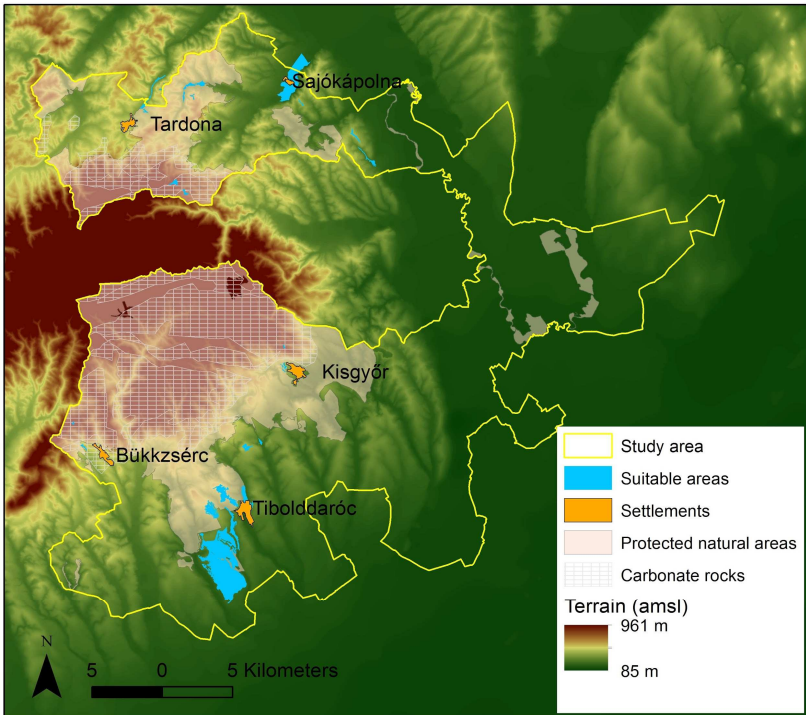 Sajókápolna
Tardona
Kisgyőr
Bükkzsérc
Tibolddaróc
Study area
Suitable areas
Settlements
Protected natural areas
Carbonate rocks
Terrain (amsl)
961 m
85 m
N
5 0 5 Kilometers